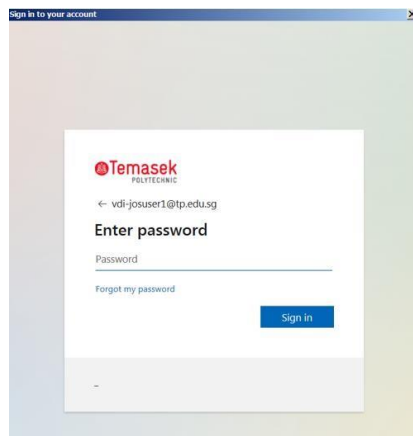 Sign in to your account
Temasek
POLYTECHNIC
← vdi-josuser1@tp.edu.sg
Enter password
Password
Forgot my password
Sign in